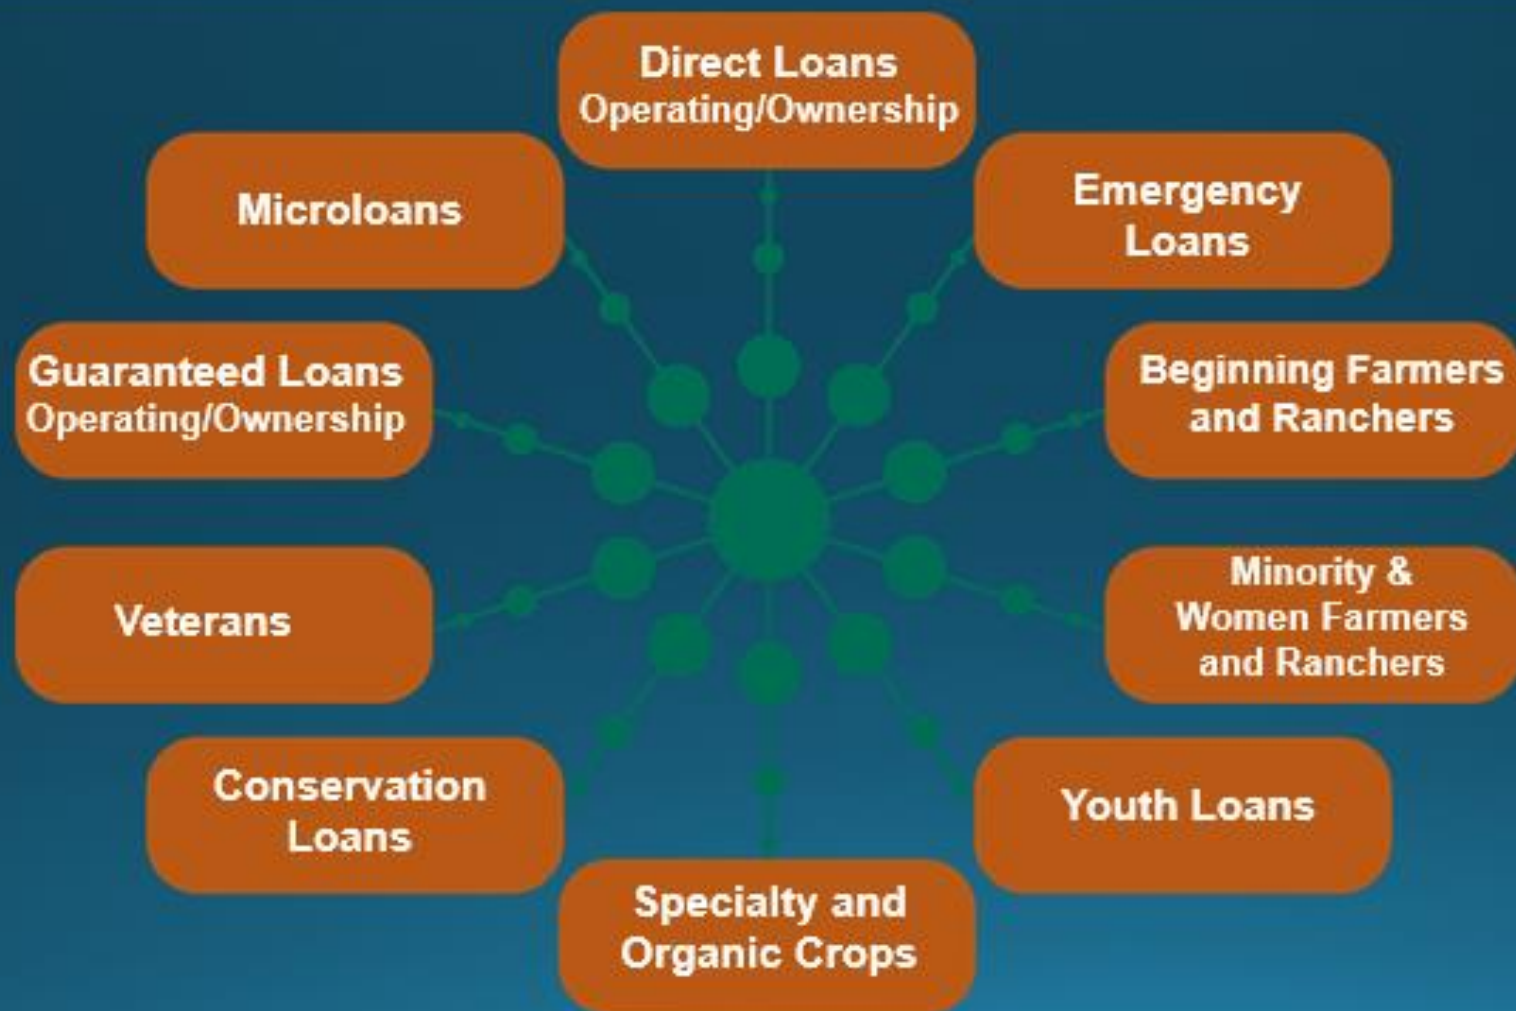 Direct Loans
Operating/Ownership
Microloans
Emergency
Loans
Guaranteed Loans
Operating/Ownership
Beginning Farmers
and Ranchers
Veterans
Minority &
Women Farmers
and Ranchers
Conservation
Loans
Youth Loans
Specialty and
Organic Crops